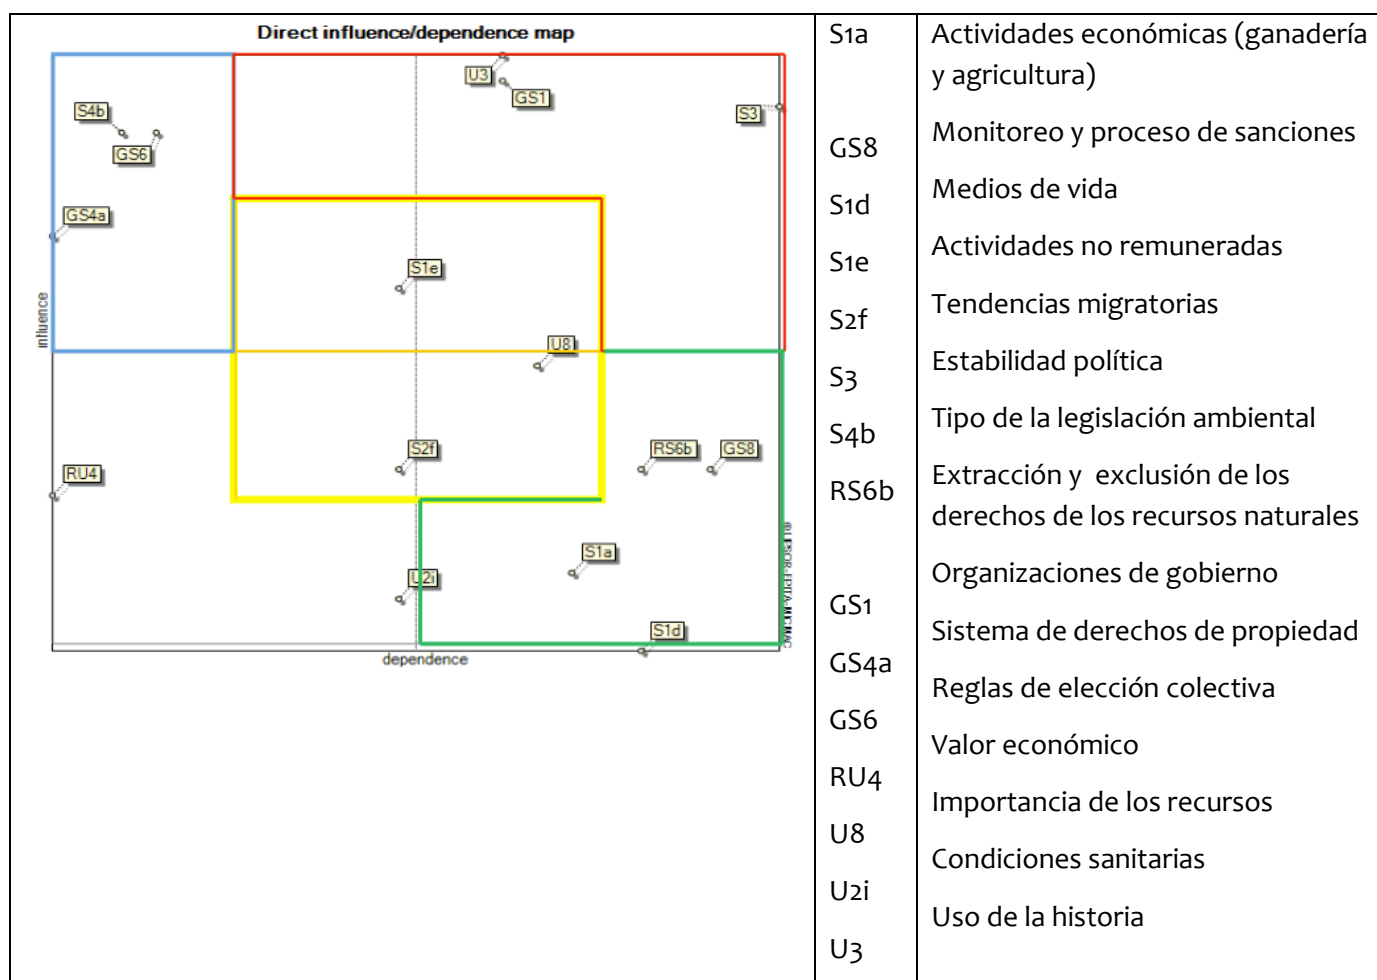 Direct influence/dependence map
U3
GS1
S3
S4b
GS6
GS4a
S1e
U8
S2f
RS6b
GS8
RU4
S1a
U2i
S1d
influence
dependence
S1a
GS8
S1d
S1e
S2f
S3
S4b
RS6b
GS1
GS4a
GS6
RU4
U8
U2i
U3
Actividades económicas (ganadería
y agricultura)
Monitoreo y proceso de sanciones
Medios de vida
Actividades no remuneradas
Tendencias migratorias
Estabilidad política
Tipo de la legislación ambiental
Extracción y exclusión de los
derechos de los recursos naturales
Organizaciones de gobierno
Sistema de derechos de propiedad
Reglas de elección colectiva
Valor económico
Importancia de los recursos
Condiciones sanitarias
Uso de la historia